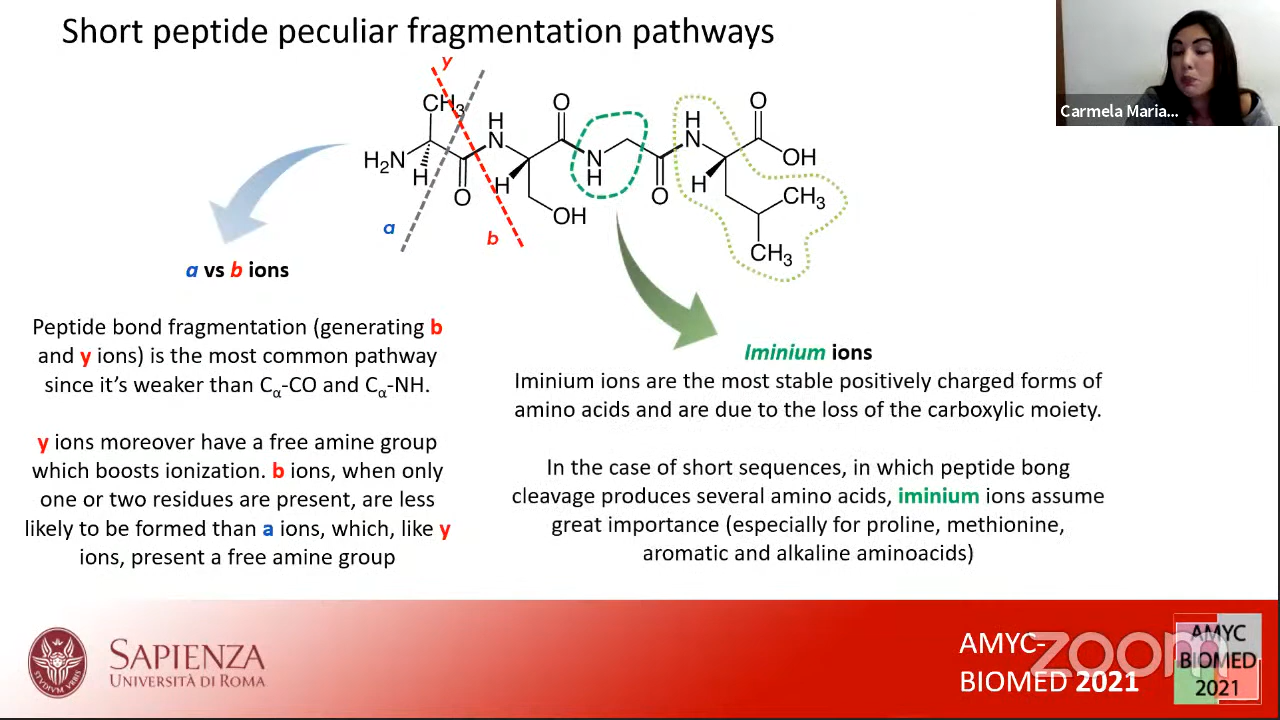 Short peptide peculiar fragmentation pathways
Carmela Maria...
y
CH3
H
N
O
O
H
N
O
H2N
H
O
H
OH
N
H
O
H
OH
CH3
CH3
a
b
a vs b ions
Peptide bond fragmentation (generating b
and y ions) is the most common pathway
since it's weaker than Cα-CO and Cα-NH.
y ions moreover have a free amine group
which boosts ionization. b ions, when only
one or two residues are present, are less
likely to be formed than a ions, which, like y
ions, present a free amine group
Iminium ions
Iminium ions are the most stable positively charged forms of
amino acids and are due to the loss of the carboxylic moiety.
In the case of short sequences, in which peptide bong
cleavage produces several amino acids, iminium ions assume
great importance (especially for proline, methionine,
aromatic and alkaline aminoacids)
STUDIUM URBIS
SAPIENZA
UNIVERSITÀ DI ROMA
AMYC-
BIOMED 2021
zoom
AMYC
BIOMED
2021